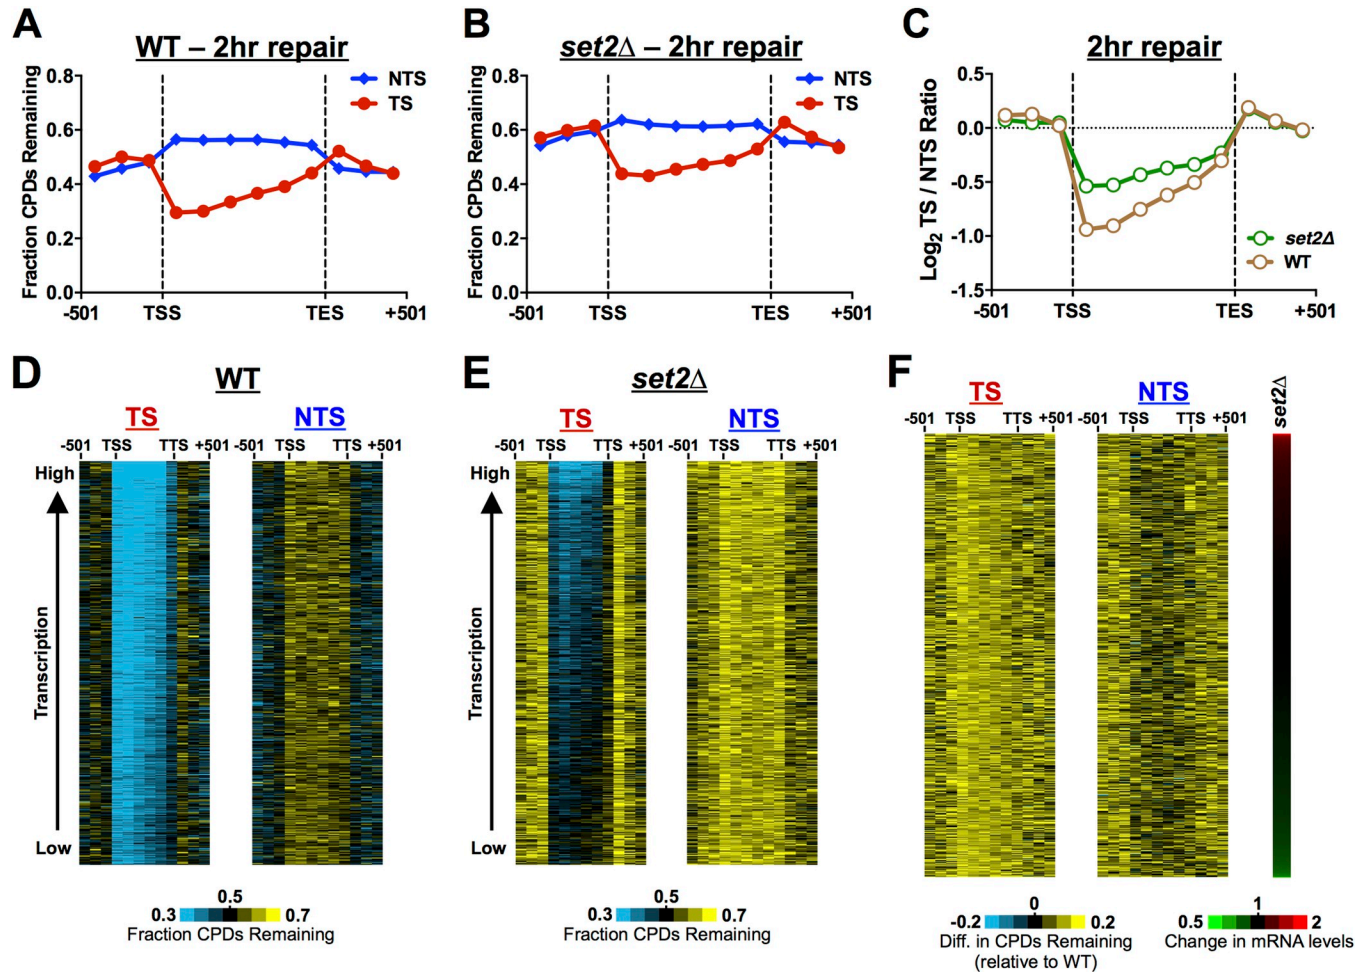 A
WT – 2hr repair
Fraction CPDs Remaining
0.8
0.6
0.4
0.2
0.0
NTS
TS
-501
TSS
TES
+501
B
set2Δ – 2hr repair
Fraction CPDs Remaining
0.8
0.6
0.4
0.2
0.0
NTS
TS
-501
TSS
TES
+501
C
2hr repair
Log2 TS / NTS Ratio
0.5
0.0
-0.5
-1.0
-1.5
set2Δ
WT
-501
TSS
TES
+501
D
WT
TS
NTS
-501 TSS TTS +501
-501 TSS TTS +501
High
Transcription
Low
0.5
0.3
0.7
Fraction CPDs Remaining
E
set2Δ
TS
NTS
-501 TSS TTS +501
-501 TSS TTS +501
High
Transcription
Low
0.5
0.3
0.7
Fraction CPDs Remaining
F
TS
NTS
set2Δ
-501 TSS TTS +501
-501 TSS TTS +501
0
-0.2
0.2
Diff. in CPDs Remaining
(relative to WT)
1
0.5
2
Change in mRNA levels